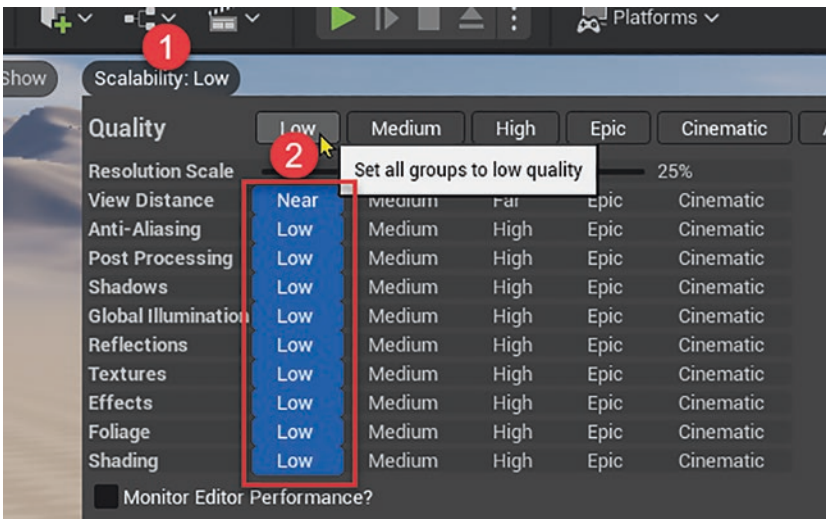 Platforms
1
Show
Scalability: Low
Quality Low Medium High Epic Cinematic
2
Set all groups to low quality
Resolution Scale 25%
View Distance Near Medium Far Epic Cinematic
Anti-Aliasing Low Medium High Epic Cinematic
Post Processing Low Medium High Epic Cinematic
Shadows Low Medium High Epic Cinematic
Global Illumination Low Medium High Epic Cinematic
Reflections Low Medium High Epic Cinematic
Textures Low Medium High Epic Cinematic
Effects Low Medium High Epic Cinematic
Foliage Low Medium High Epic Cinematic
Shading Low Medium High Epic Cinematic
Monitor Editor Performance?